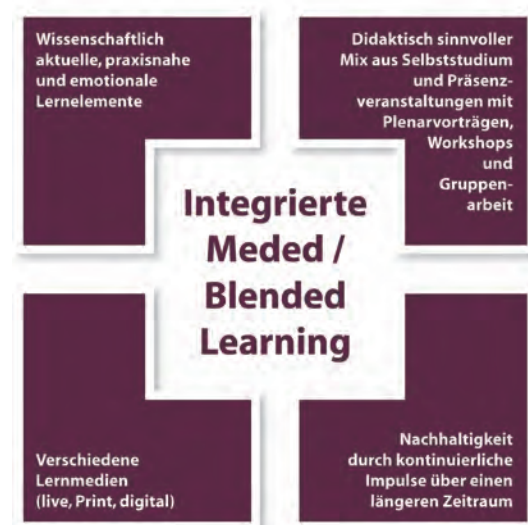 Wissenschaftlich
aktuelle, praxisnahe
und emotionale
Lernelemente
Didaktisch sinnvoller
Mix aus Selbststudium
und Präsenz-
veranstaltungen mit
Plenarvorträgen,
Workshops
und
Gruppen-
arbeit
Integrierte
Meded /
Blended
Learning
Verschiedene
Lernmedien
(live, Print, digital)
Nachhaltigkeit
durch kontinuierliche
Impulse über einen
längeren Zeitraum